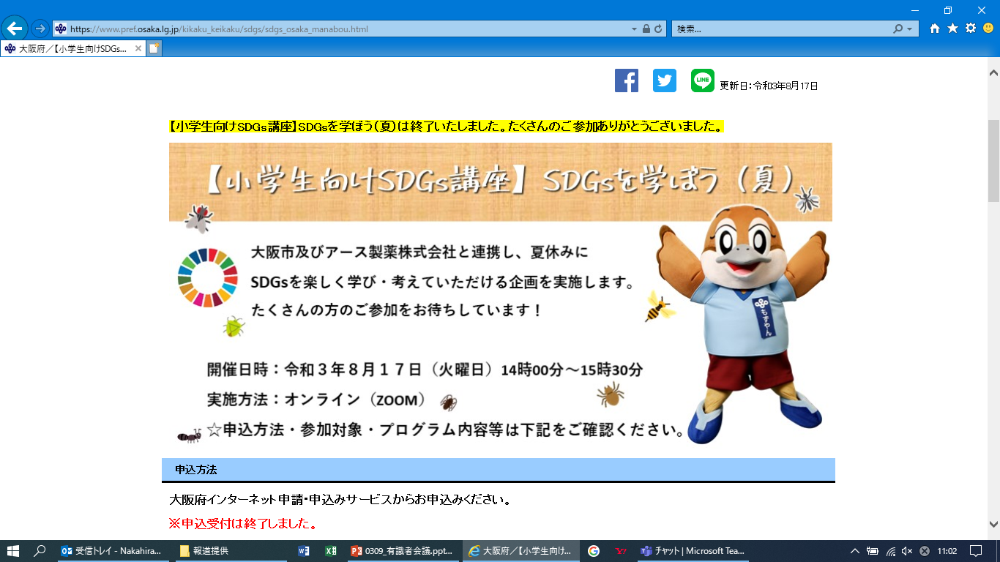 https://www.pref.osaka.lg.jp/kikaku_keikaku/sdgs/sdgs_osaka_manabou.html
検索...
大阪府／【小学生向けSDGs...
更新日：令和3年8月17日
【小学生向けSDGs講座】SDGsを学ぼう（夏）は終了いたしました。たくさんのご参加ありがとうございました。
【小学生向けSDGs講座】SDGsを学ぼう（夏）
大阪市及びアース製薬株式会社と連携し、夏休みに
SDGsを楽しく学び・考えていただける企画を実施します。
たくさんの方のご参加をお待ちしています！
もずやん
開催日時：令和３年８月１７日（火曜日）14時00分～15時30分
実施方法：オンライン（ZOOM）
☆申込方法・参加対象・プログラム内容等は下記をご確認ください。
申込方法
大阪府インターネット申請・申込みサービスからお申込みください。
※申込受付は終了しました。
受信トレイ - Nakahira...
報道提供
0309_有識者会議.ppt...
大阪府／【小学生向け...
チャット | Microsoft Tea...
11:02
LINE